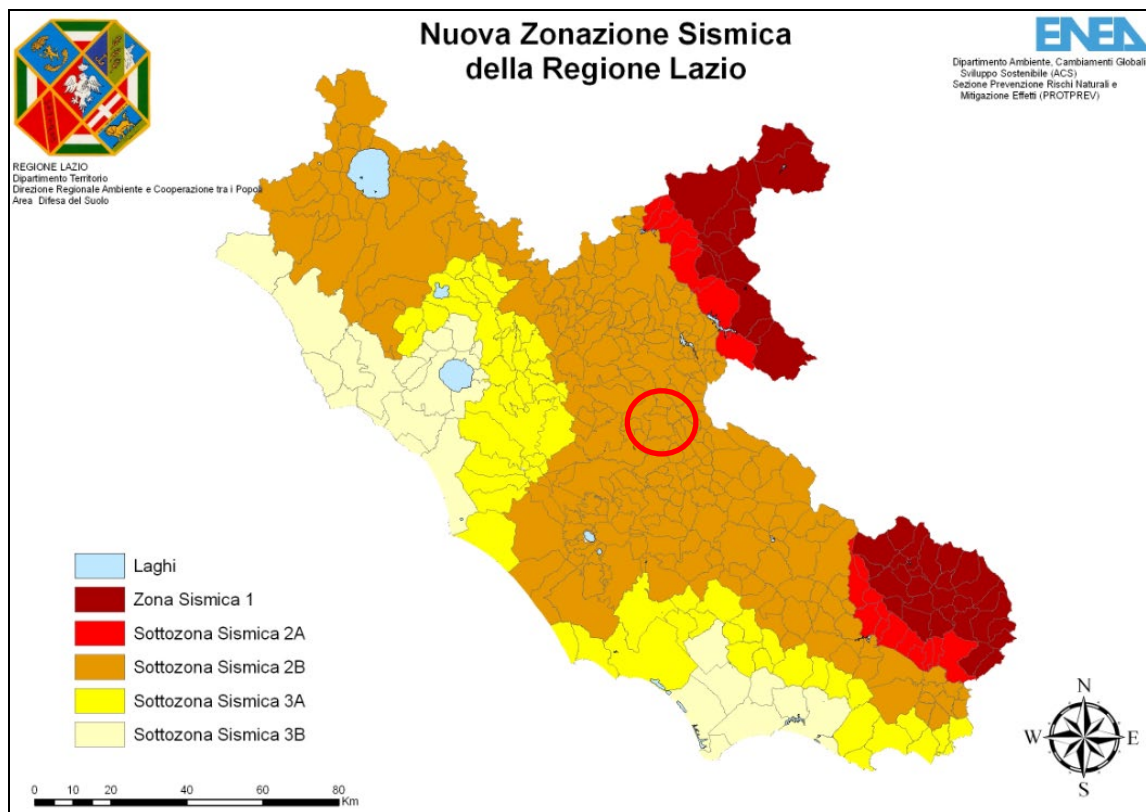 Nuova Zonazione Sismica
della Regione Lazio
ENEA
Dipartimento Ambiente, Cambiamenti Globali
Sviluppo Sostenibile (ACS)
Sezione Prevenzione Rischi Naturali e
Mitigazione Effetti (PROTPREV)
REGIONE LAZIO
Dipartimento Territorio
Direzione Regionale Ambiente e Cooperazione tra i Popoli
Area Difesa del Suolo
Laghi
Zona Sismica 1
Sottozona Sismica 2A
Sottozona Sismica 2B
Sottozona Sismica 3A
Sottozona Sismica 3B
0 5 10 20 40 60 80
Km
N
W E
S